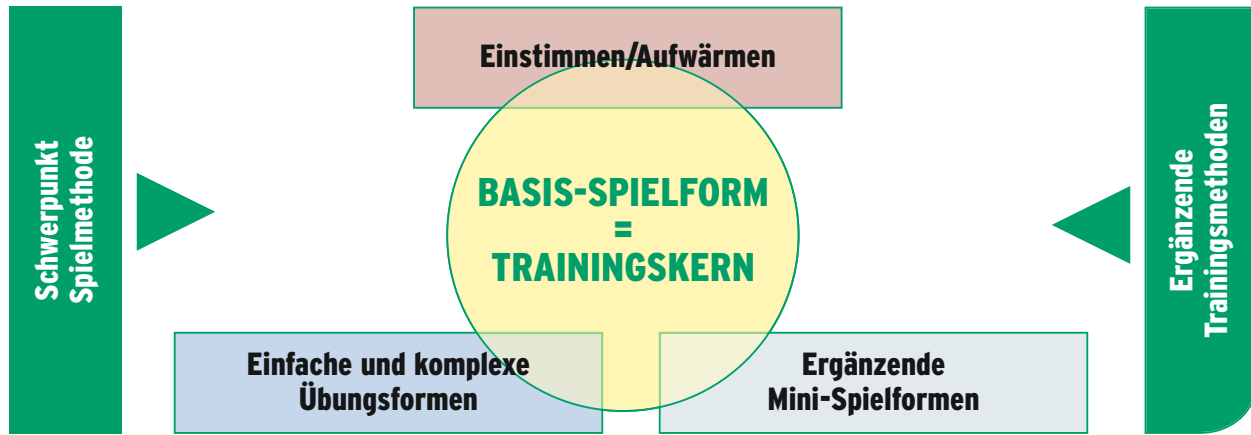 Schwerpunkt
Spielmethode
Einstimmen/Aufwärmen
BASIS-SPIELFORM
=
TRAININGSKERN
Einfache und komplexe
Übungsformen
Ergänzende
Mini-Spielformen
Ergänzende
Trainingsmethoden